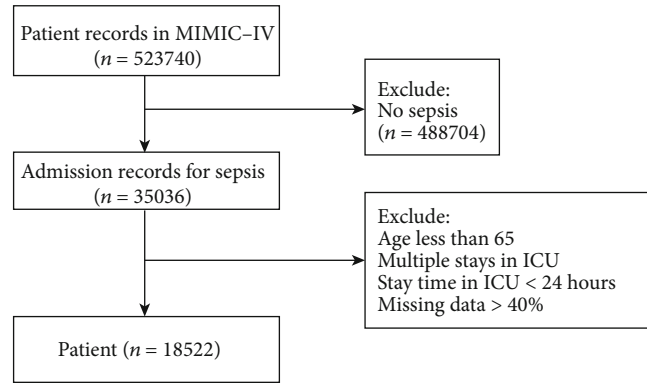 Patient records in MIMIC–IV
(n = 523740)
Exclude:
No sepsis
(n = 488704)
Admission records for sepsis
(n = 35036)
Exclude:
Age less than 65
Multiple stays in ICU
Stay time in ICU < 24 hours
Missing data > 40%
Patient (n = 18522)